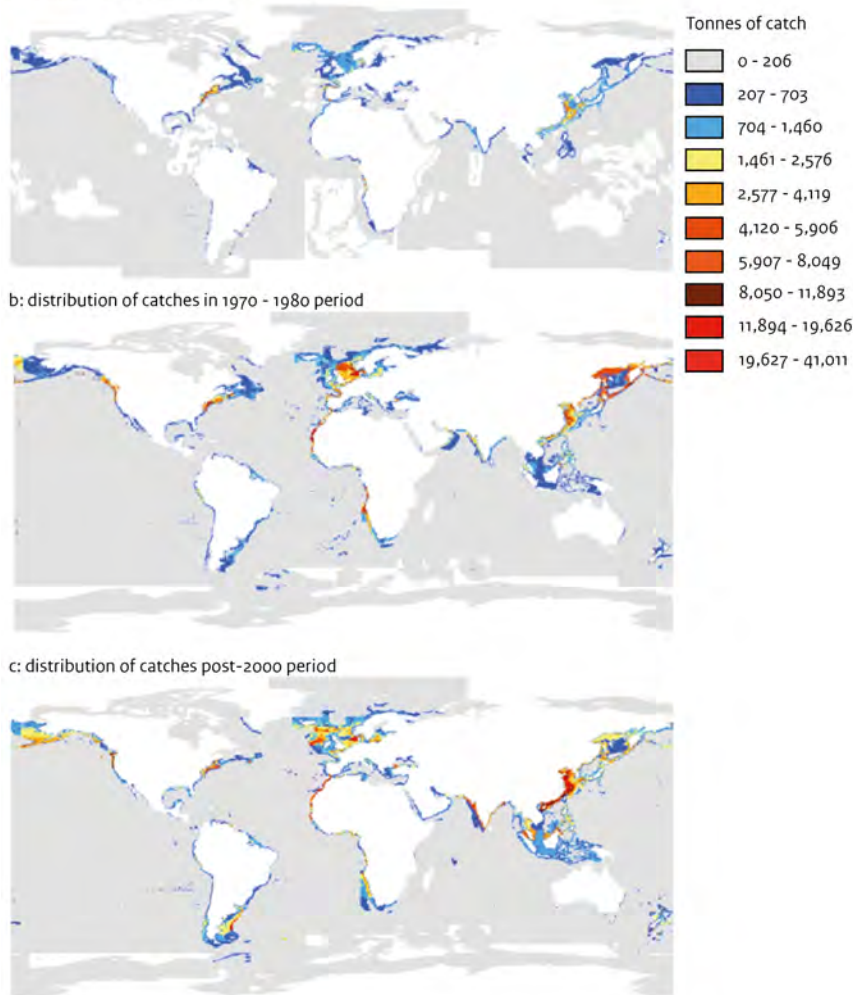 Tonnes of catch
0 - 206
207 - 703
704 - 1,460
1,461 - 2,576
2,577 - 4,119
4,120 - 5,906
5,907 - 8,049
8,050 - 11,893
11,894 - 19,626
19,627 - 41,011
b: distribution of catches in 1970 - 1980 period
c: distribution of catches post-2000 period